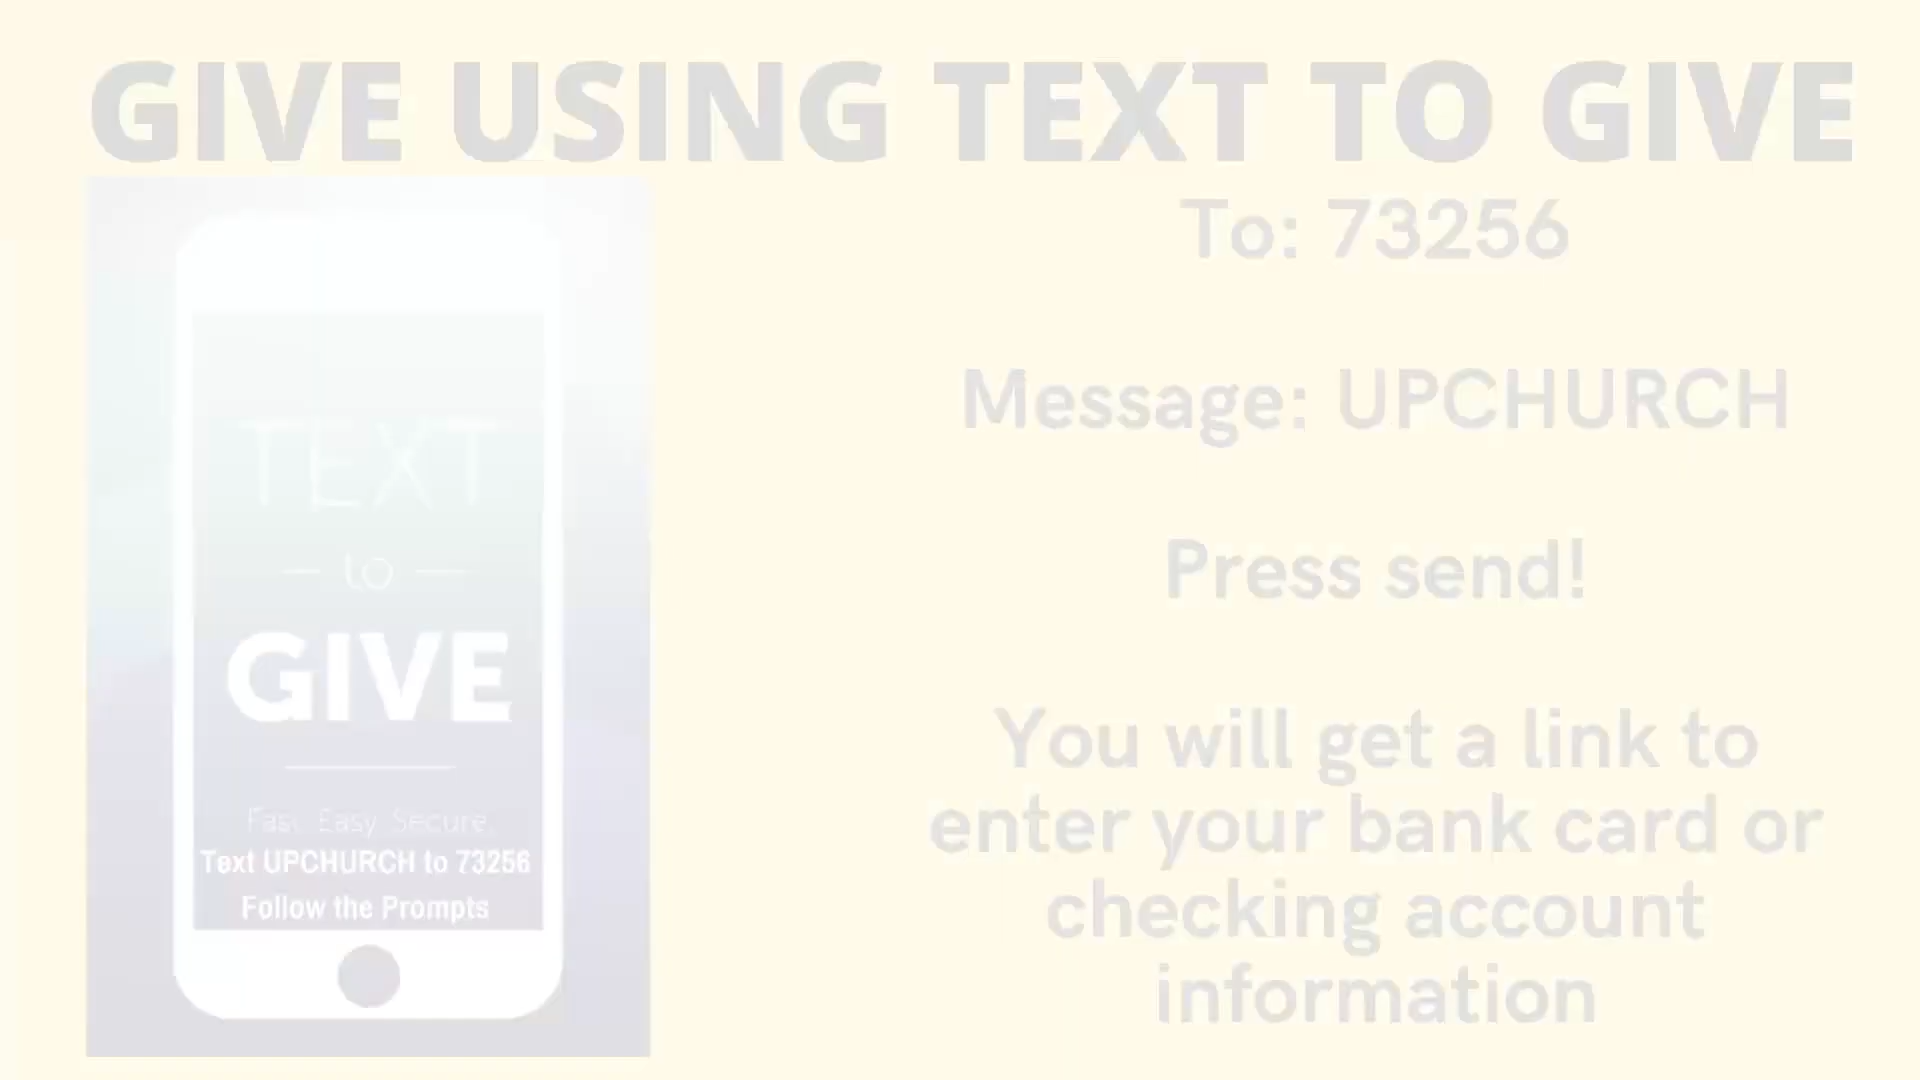 GIVE USING TEXT TO GIVE
To: 73256
Message: UPCHURCH
Press send!
You will get a link to
enter your bank card or
checking account
information
TEXT
to
GIVE
Fast Easy Secure
Text UPCHURCH to 73256
Follow the Prompts